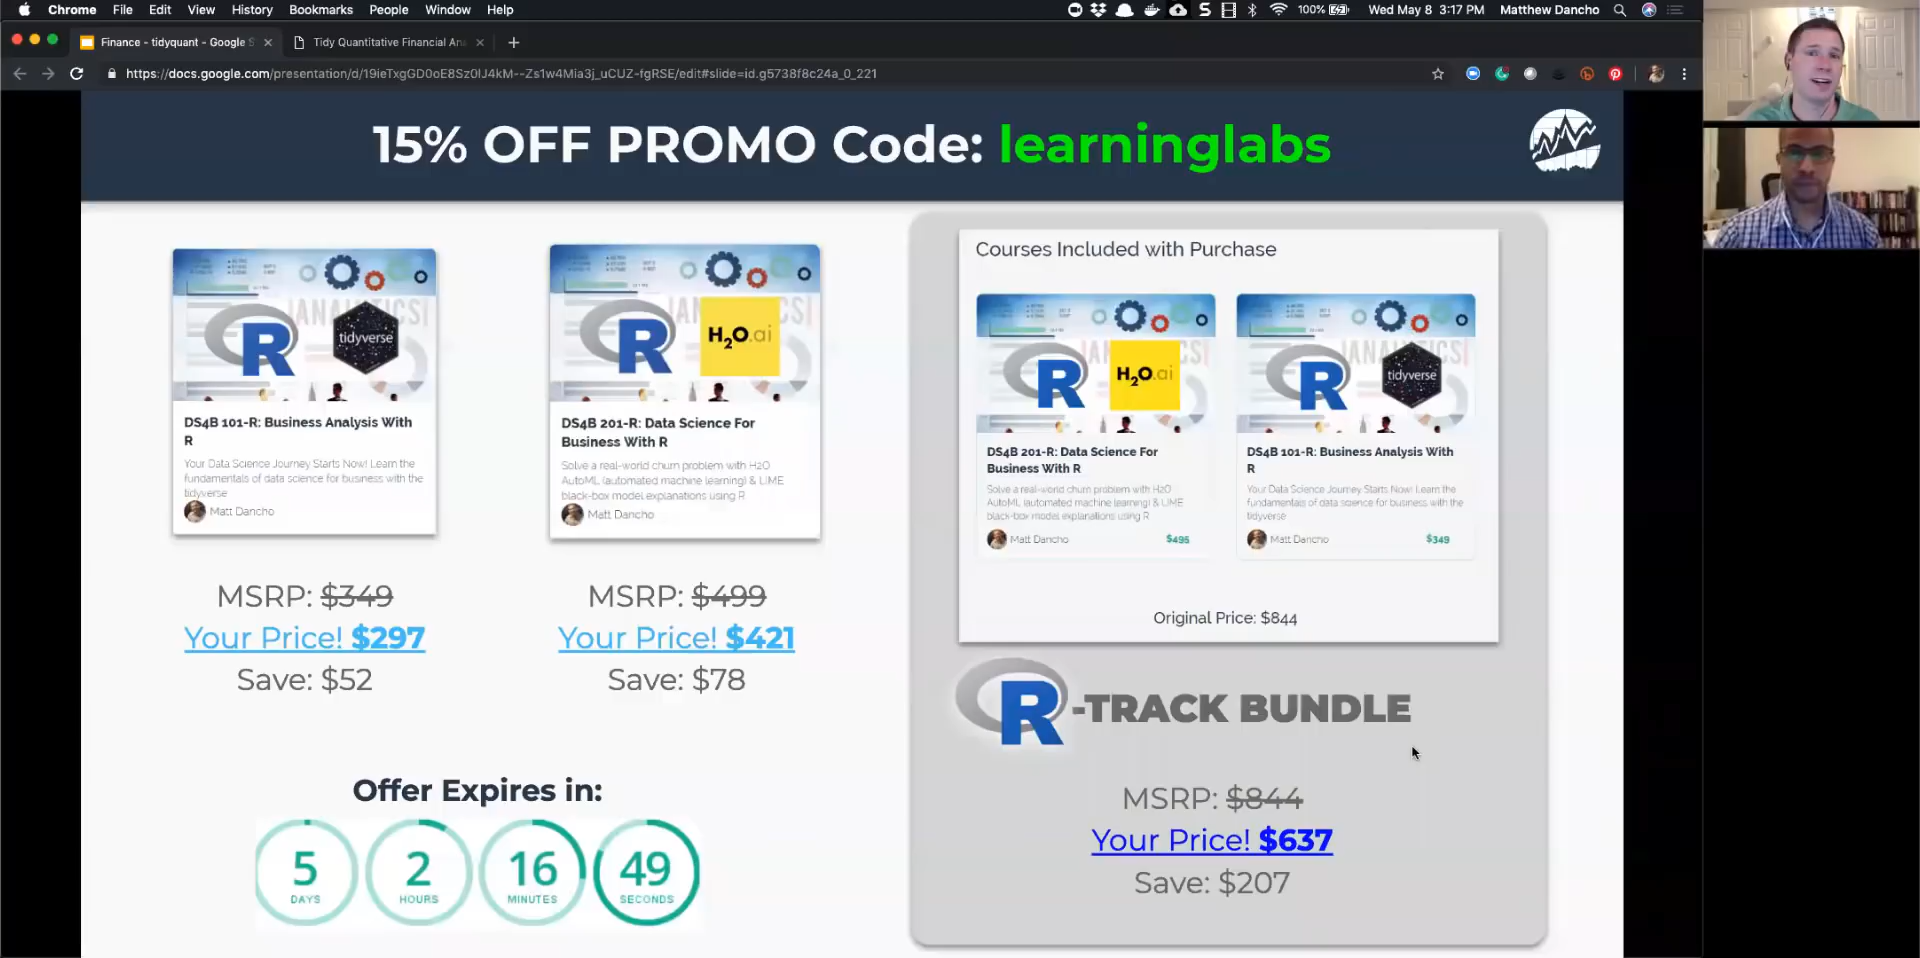 Chrome File Edit View History Bookmarks People Window Help
100% Wed May 8 3:17 PM Matthew Dancho
Finance - tidyquant - Google S
Tidy Quantitative Financial An
https://docs.google.com/presentation/d/19ieTxgGD0oE8Sz0lJ4kM--Zs1w4Mia3j_uCUZ-fgRSE/edit#slide=id.g5738f8c24a_0_221
15% OFF PROMO Code: learninglabs
R
tidyverse
DS4B 101-R: Business Analysis With
R
Your Data Science Journey Starts Now! Learn the
fundamentals of data science for business with the
tidyverse
Matt Dancho
MSRP: $349
Your Price! $297
Save: $52
R
H2O.ai
DS4B 201-R: Data Science For
Business With R
Solve a real-world churn problem with H2O
AutoML (automated machine learning) & LIME
black-box model explanations using R
Matt Dancho
MSRP: $499
Your Price! $421
Save: $78
Offer Expires in:
5 2 16 49
DAYS HOURS MINUTES SECONDS
Courses Included with Purchase
R
H2O.ai
DS4B 201-R: Data Science For
Business With R
Solve a real-world churn problem with H2O
AutoML (automated machine learning) & LIME
black-box model explanations using R
Matt Dancho $495
R
tidyverse
DS4B 101-R: Business Analysis With
R
Your Data Science Journey Starts Now! Learn the
fundamentals of data science for business with the
tidyverse
Matt Dancho $349
Original Price: $844
R-TRACK BUNDLE
MSRP: $844
Your Price! $637
Save: $207